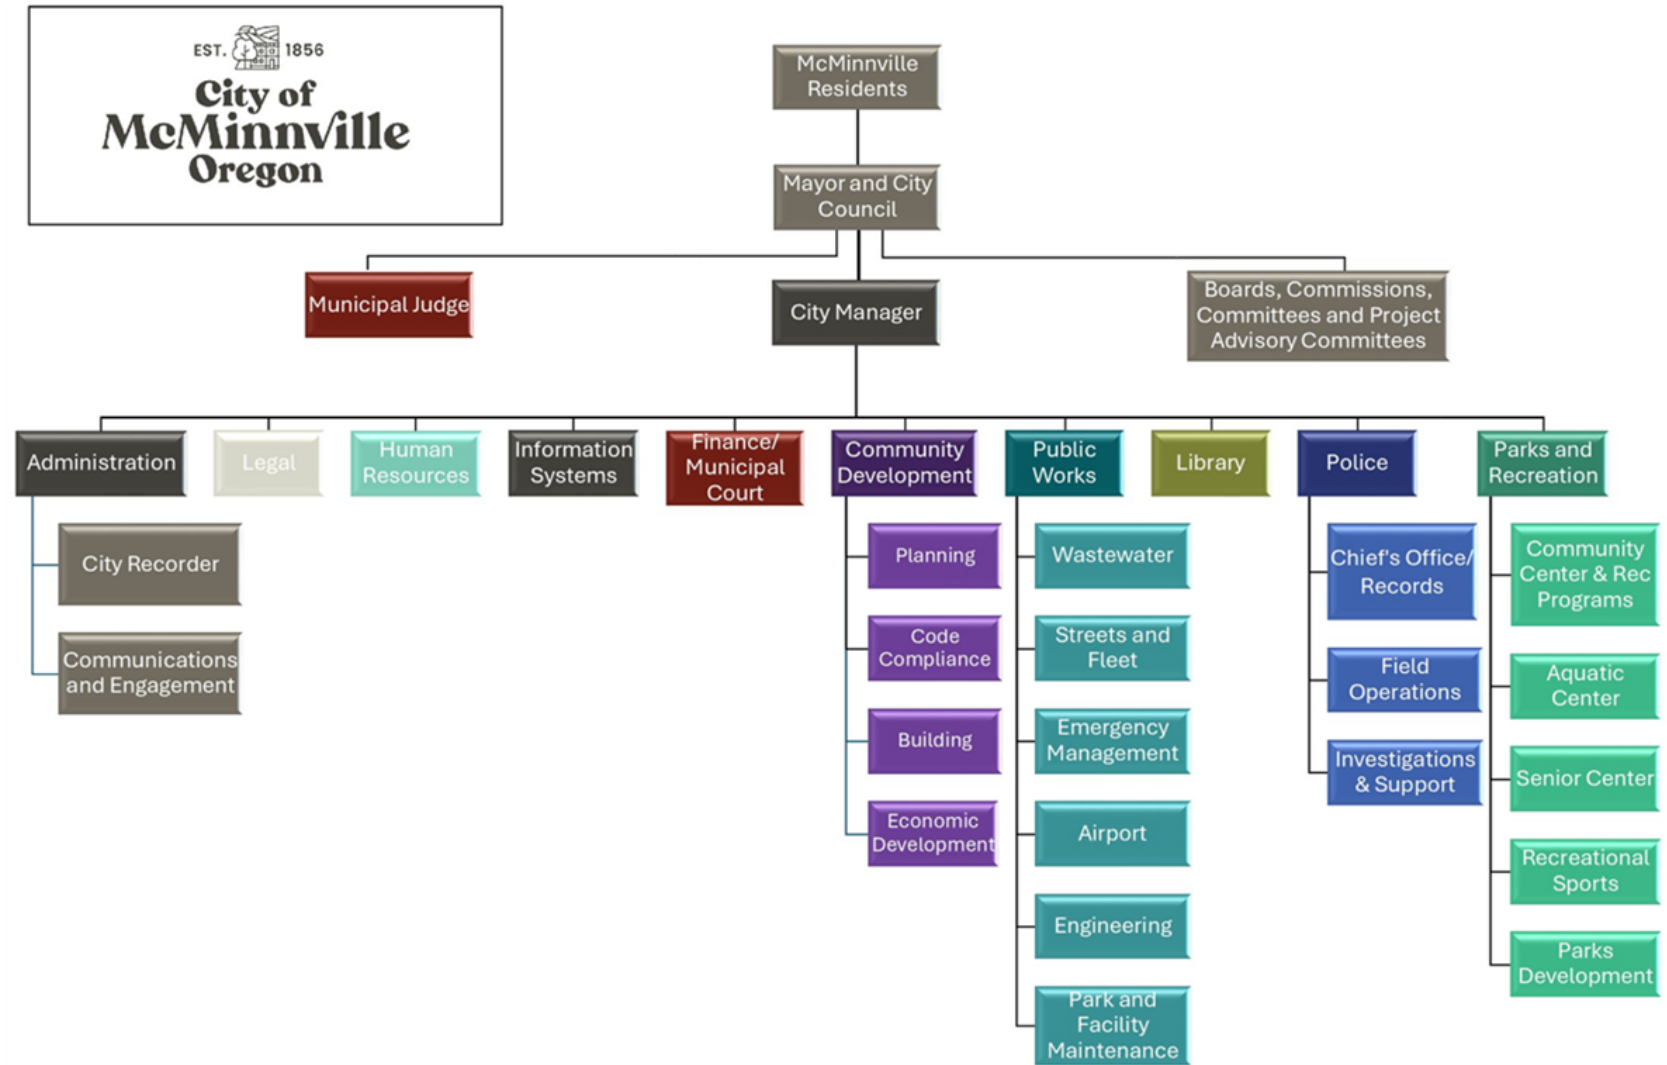 EST. 1856
City of
McMinnville
Oregon
McMinnville
Residents
Mayor and City
Council
Municipal Judge
City Manager
Boards, Commissions,
Committees and Project
Advisory Committees
Administration
Legal
Human
Resources
Information
Systems
Finance/
Municipal
Court
Community
Development
Public
Works
Library
Police
Parks and
Recreation
City Recorder
Communications
and Engagement
Planning
Code
Compliance
Building
Economic
Development
Wastewater
Streets and
Fleet
Emergency
Management
Airport
Engineering
Park and
Facility
Maintenance
Chief's Office/
Records
Field
Operations
Investigations
& Support
Community
Center & Rec
Programs
Aquatic
Center
Senior Center
Recreational
Sports
Parks
Development